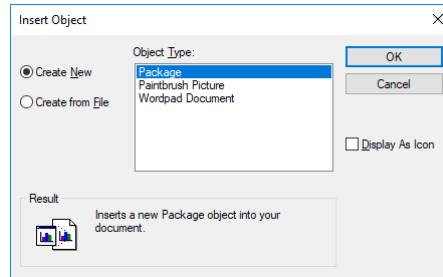 Insert Object
Object Type:
Create New
Create from File
Package
Paintbrush Picture
Wordpad Document
OK
Cancel
Display As Icon
Result
Inserts a new Package object into your
document.